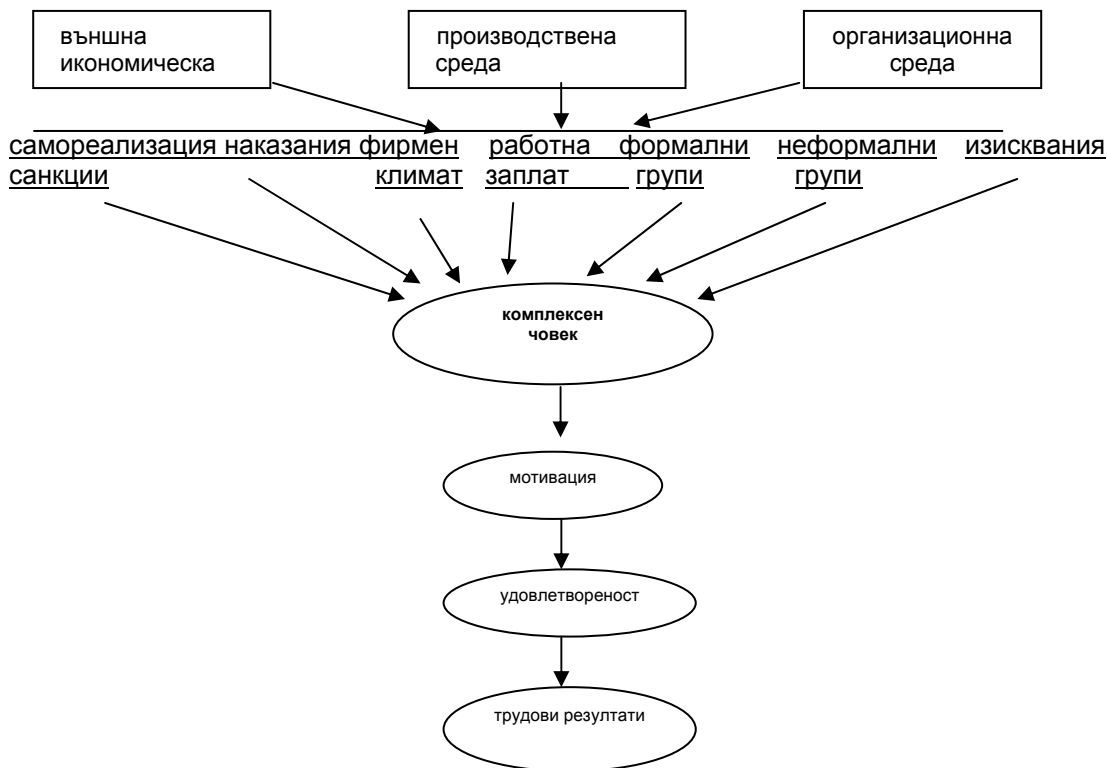 външна икономическа
производствена среда
организационна среда
самореализация наказания фирмен работна формални неформални изисквания
санкции климат заплат групи групи
комплексен
човек
мотивация
удовлетвореност
трудови резултати